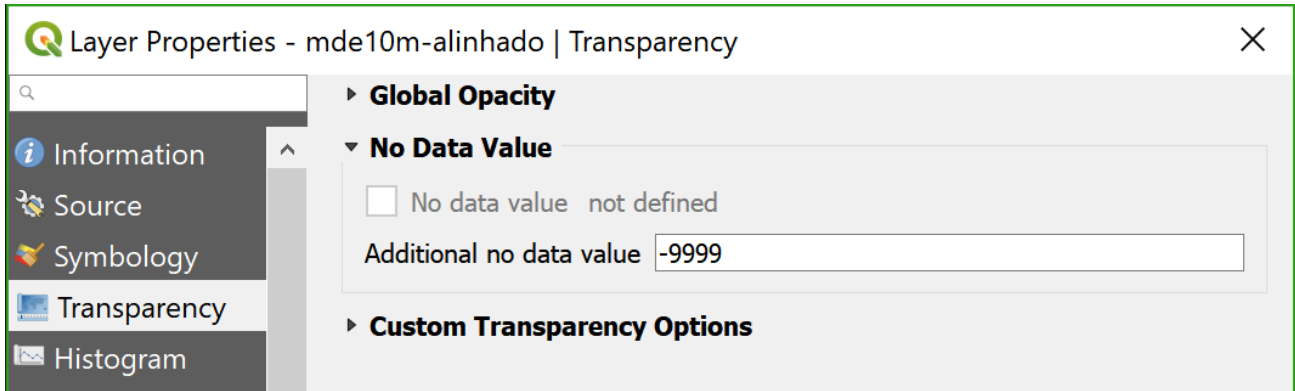 Layer Properties - mde10m-alinhado | Transparency
Information
Source
Symbology
Transparency
Histogram
Global Opacity
No Data Value
No data value not defined
Additional no data value -9999
Custom Transparency Options